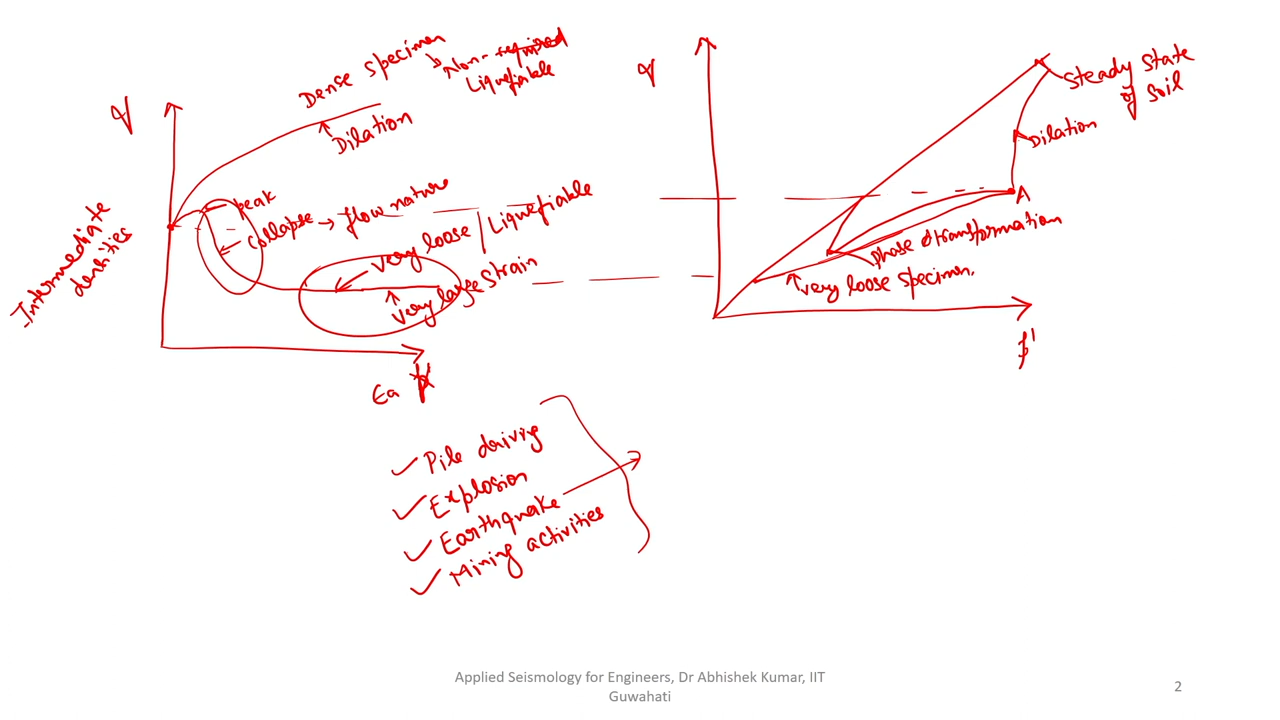 Dense specimen
Non-required
Liquefiable
q
Dilation
Intermediate
densities
peak
Collapse → flow nature
very loose | Liquefiable
very large strain
Ea
✓ Pile driving
✓ Explosion
✓ Earthquake
✓ Mining activities
q
Steady state
of soil
Dilation
A
phase transformation
very loose specimen.
p'
Applied Seismology for Engineers, Dr Abhishek Kumar, IIT
Guwahati
2